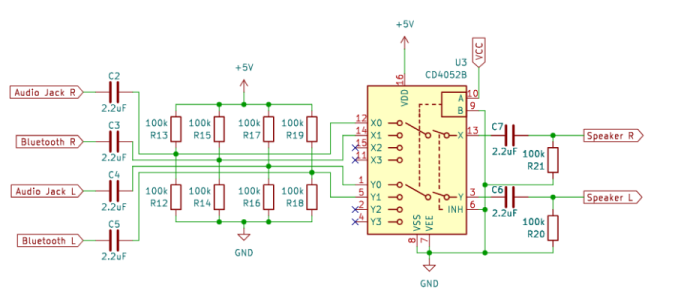 +5V
VCC
U3
CD4052B
C2
Audio Jack R
2.2uF
+5V
16
VDD
10
A
9
B
C3
Bluetooth R
2.2uF
100k
R13
100k
R15
100k
R17
100k
R19
12
X0
14
X1
15
X2
11
X3
X
13
C7
2.2uF
Speaker R
100k
R21
C4
Audio Jack L
2.2uF
100k
R12
100k
R14
100k
R16
100k
R18
1
Y0
5
Y1
2
Y2
4
Y3
Y
3
INH
6
C6
2.2uF
Speaker L
100k
R20
C5
Bluetooth L
2.2uF
GND
VSS
VEE
8
7
GND